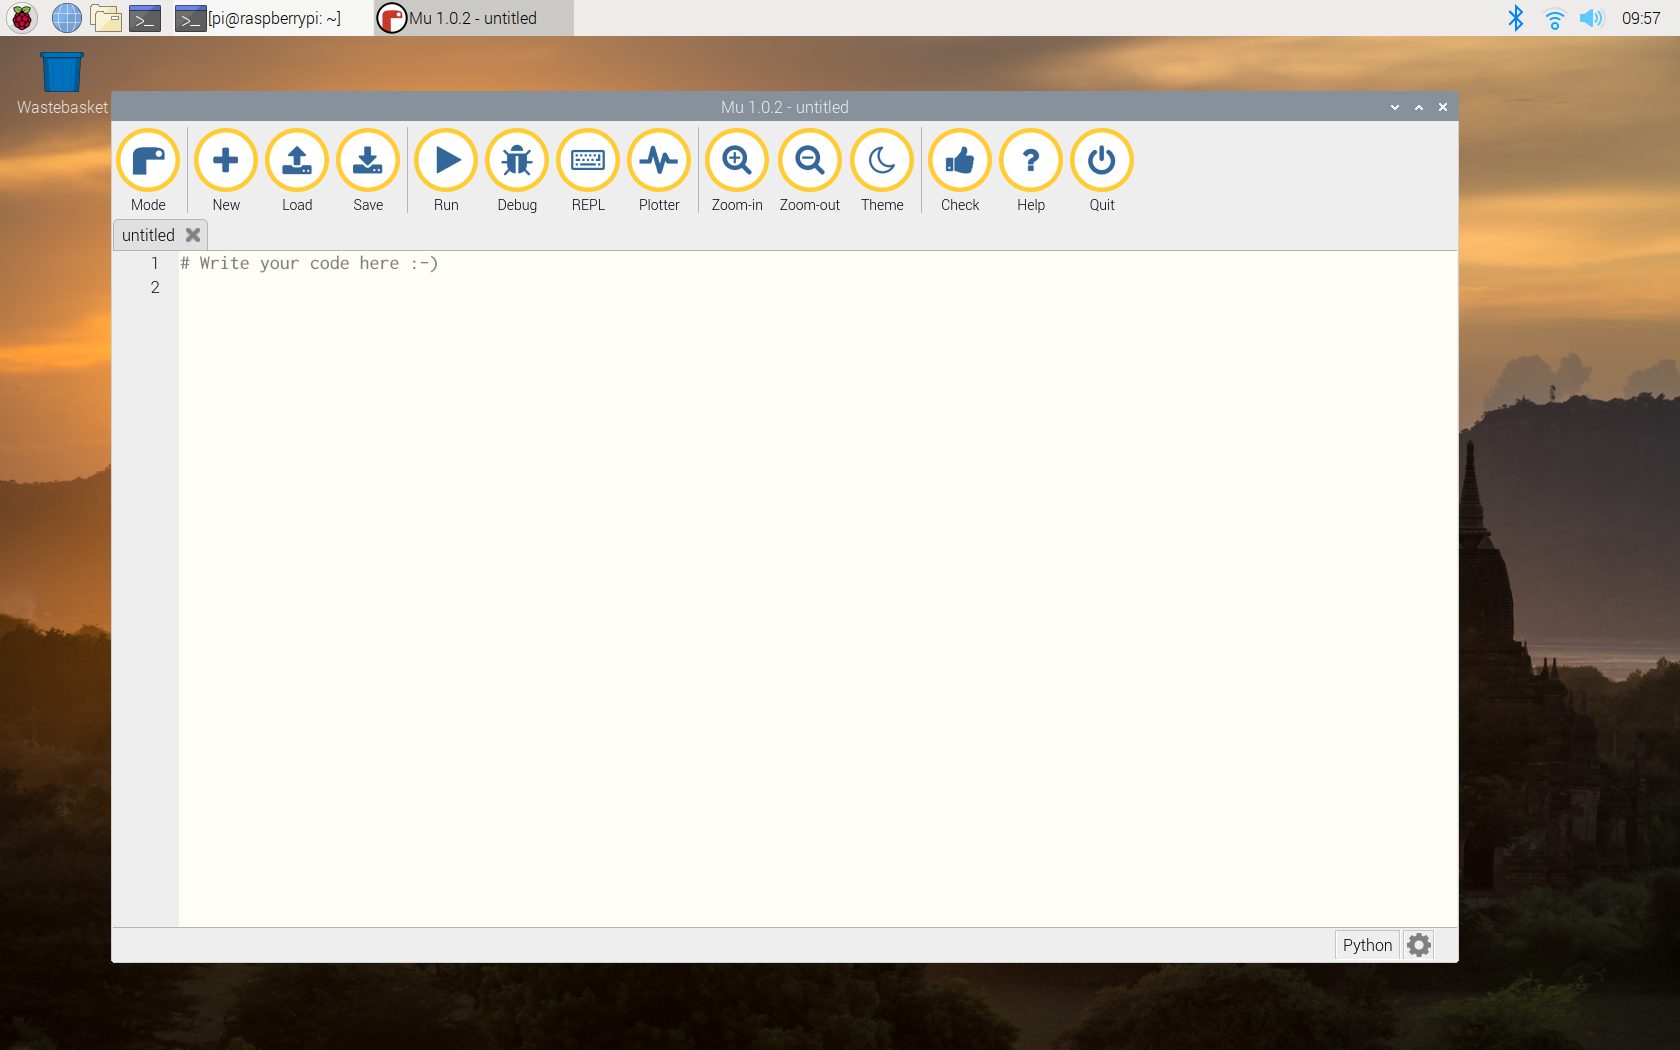 [pi@raspberrypi: ~]
Mu 1.0.2 - untitled
09:57
Wastebasket
Mu 1.0.2 - untitled
Mode
New
Load
Save
Run
Debug
REPL
Plotter
Zoom-in
Zoom-out
Theme
Check
Help
Quit
untitled
1 # Write your code here :-)
2
Python